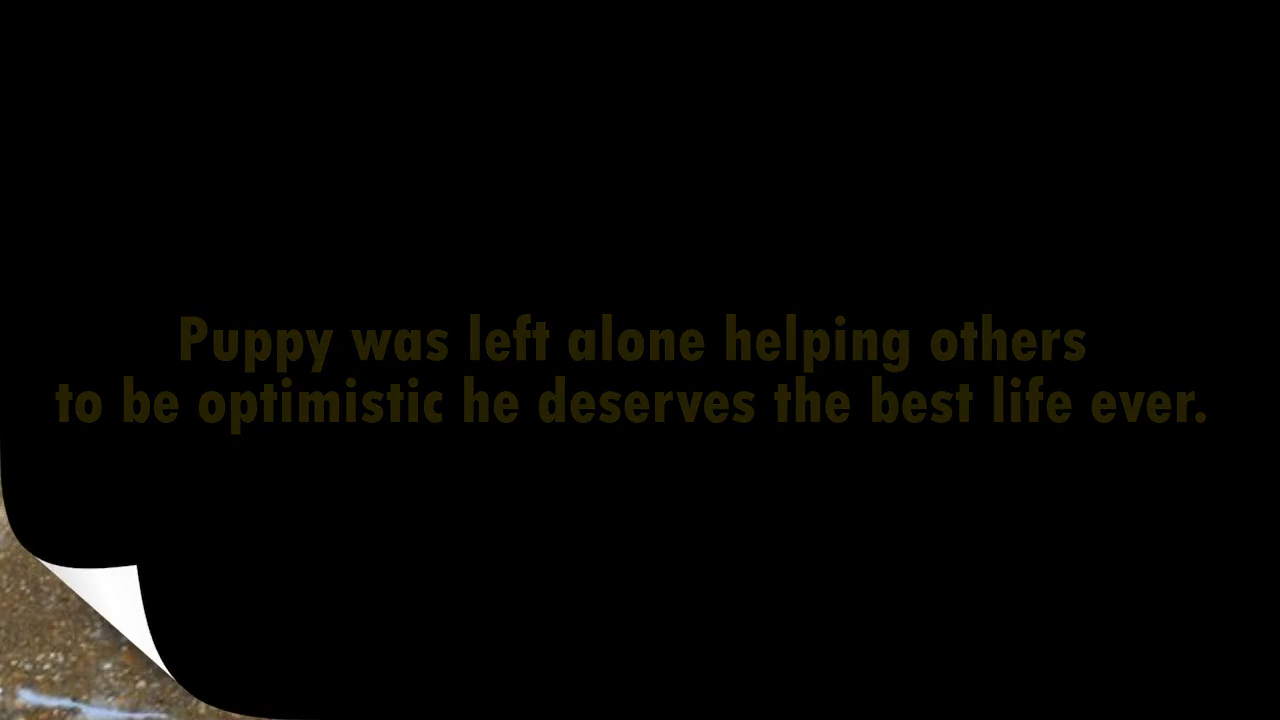 Puppy was left alone helping others
to be optimistic he deserves the best life ever.